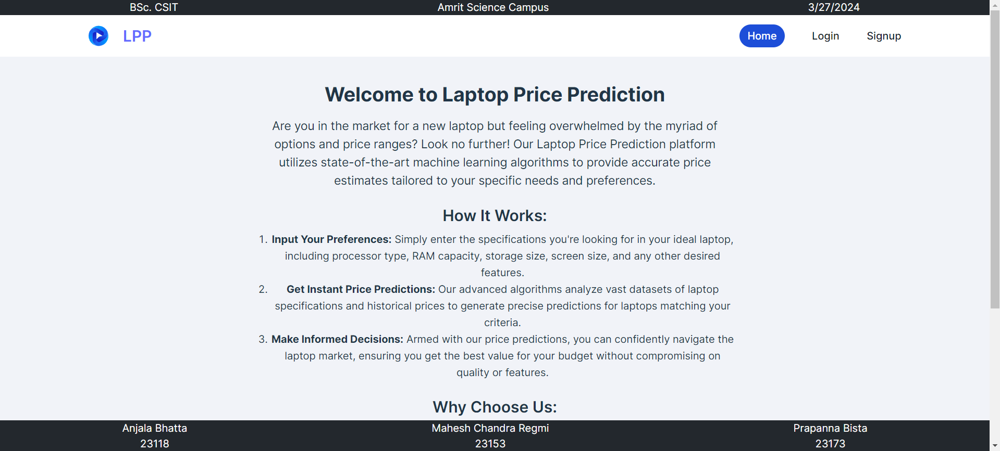 BSc. CSIT
Amrit Science Campus
3/27/2024
LPP
Home
Login
Signup
Welcome to Laptop Price Prediction
Are you in the market for a new laptop but feeling overwhelmed by the myriad of
options and price ranges? Look no further! Our Laptop Price Prediction platform
utilizes state-of-the-art machine learning algorithms to provide accurate price
estimates tailored to your specific needs and preferences.
How It Works:
1. Input Your Preferences: Simply enter the specifications you're looking for in your ideal laptop,
including processor type, RAM capacity, storage size, screen size, and any other desired
features.
2. Get Instant Price Predictions: Our advanced algorithms analyze vast datasets of laptop
specifications and historical prices to generate precise predictions for laptops matching your
criteria.
3. Make Informed Decisions: Armed with our price predictions, you can confidently navigate the
laptop market, ensuring you get the best value for your budget without compromising on
quality or features.
Why Choose Us:
Anjala Bhatta
23118
Mahesh Chandra Regmi
23153
Prapanna Bista
23173